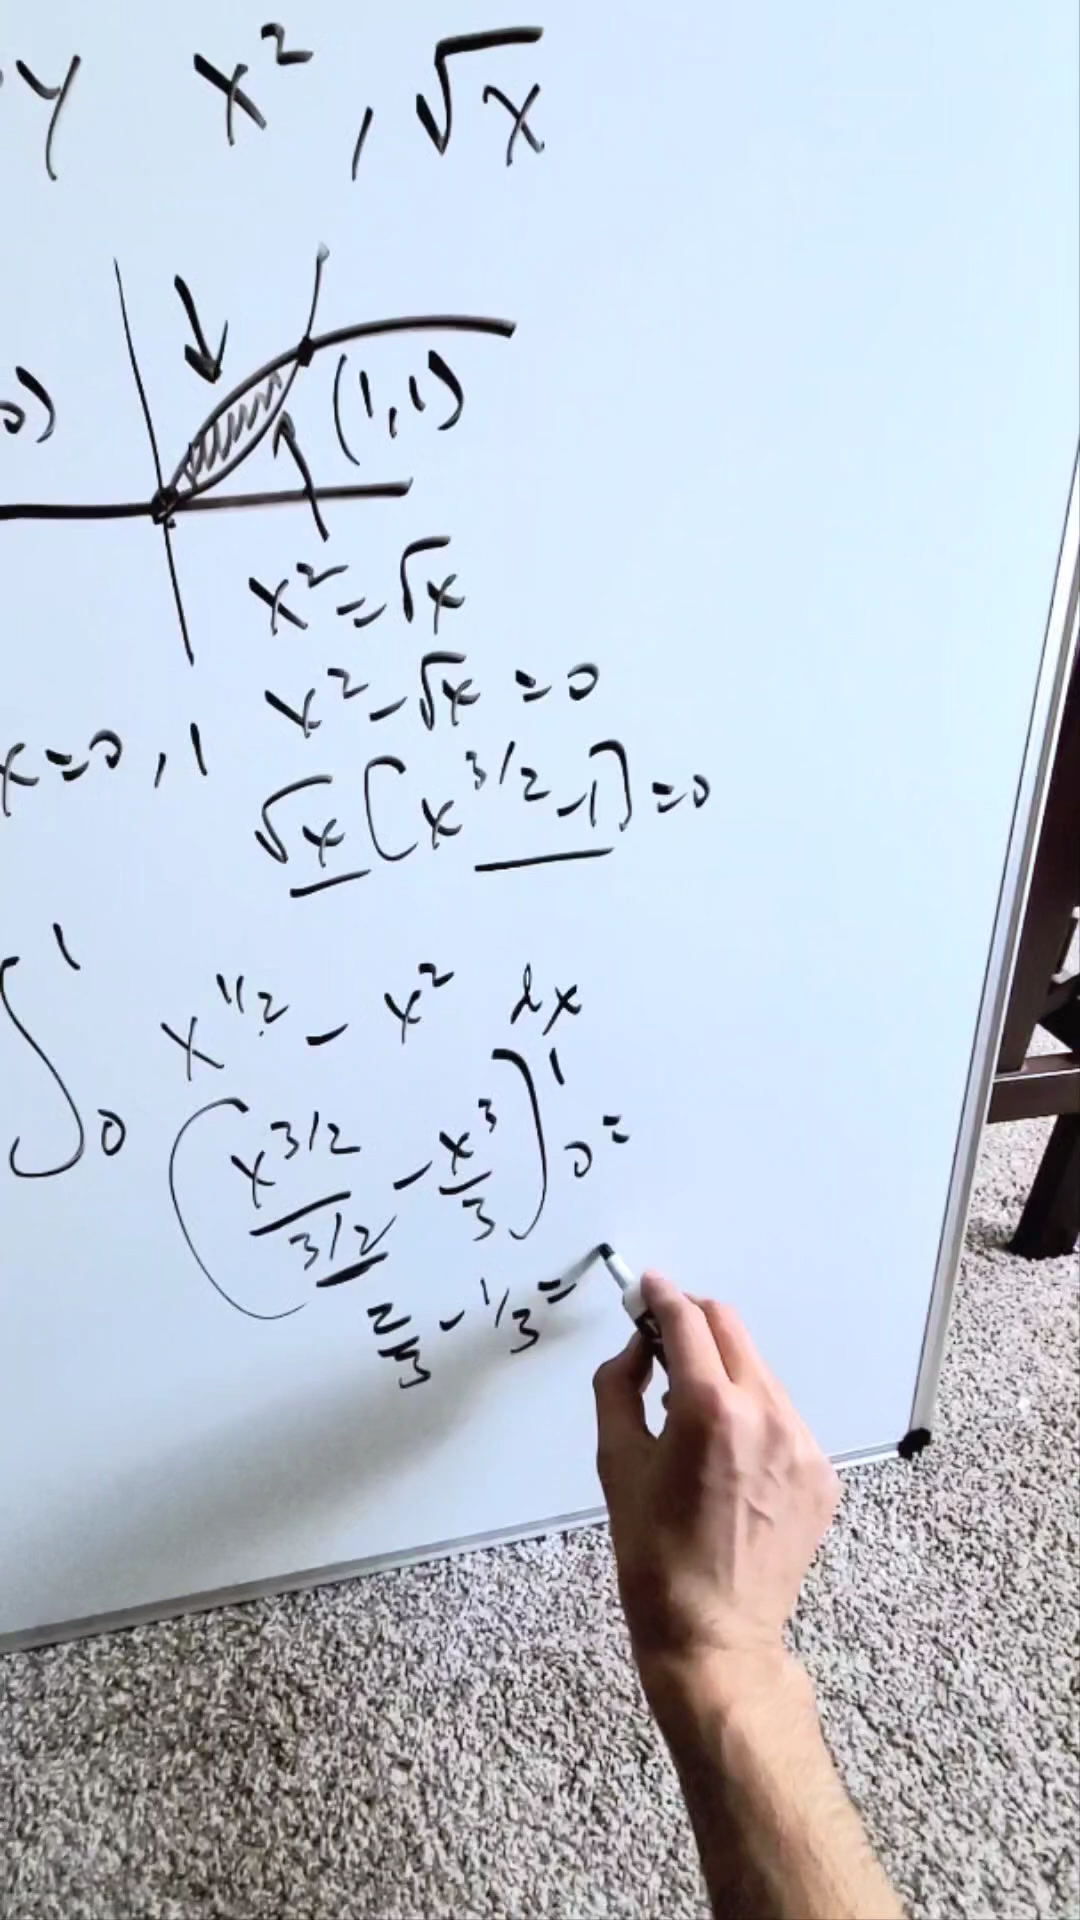 y x², √x
0)
(1,1)
x² = √x
x² - √x = 0
x = 0, 1
√x [x^3/2 - 1] = 0
∫₀¹ x^1/2 - x² dx
(x^3/2 / 3/2 - x³/3)₀¹ =
2/3 - 1/3 =